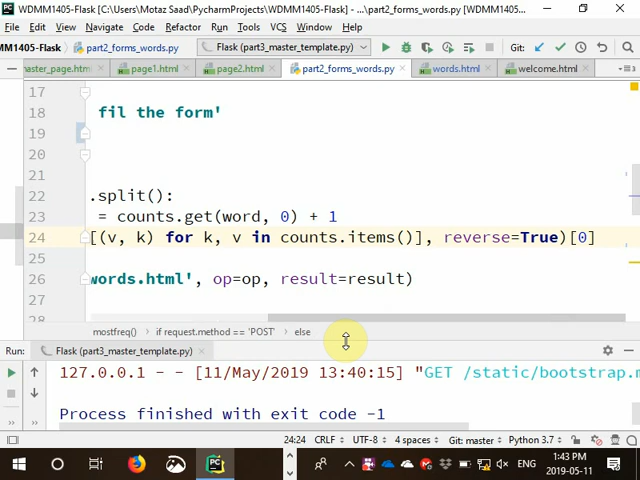 PC WDMM1405-Flask [C:\Users\Motaz Saad\PycharmProjects\WDMM1405-Flask] - ...\part2_forms_words.py
File Edit View Navigate Code Refactor Run Tools VCS Window Help
MM1405-Flask part2_forms_words.py Flask (part3_master_template.py) Git:
aster_page.html page1.html page2.html part2_forms_words.py words.html welcome.html
17
18 fil the form'
19
20
21
22 .split():
23 = counts.get(word, 0) + 1
24 [(v, k) for k, v in counts.items()], reverse=True)[0]
25
26 words.html', op=op, result=result)
27
28
mostfreq() if request.method == 'POST' else
Run: Flask (part3_master_template.py)
127.0.0.1 - - [11/May/2019 13:40:15] "GET /static/bootstrap.m
Process finished with exit code -1
24:24 CRLF UTF-8 4 spaces Git: master Python 3.7
PC ENG 1:43 PM
2019-05-11